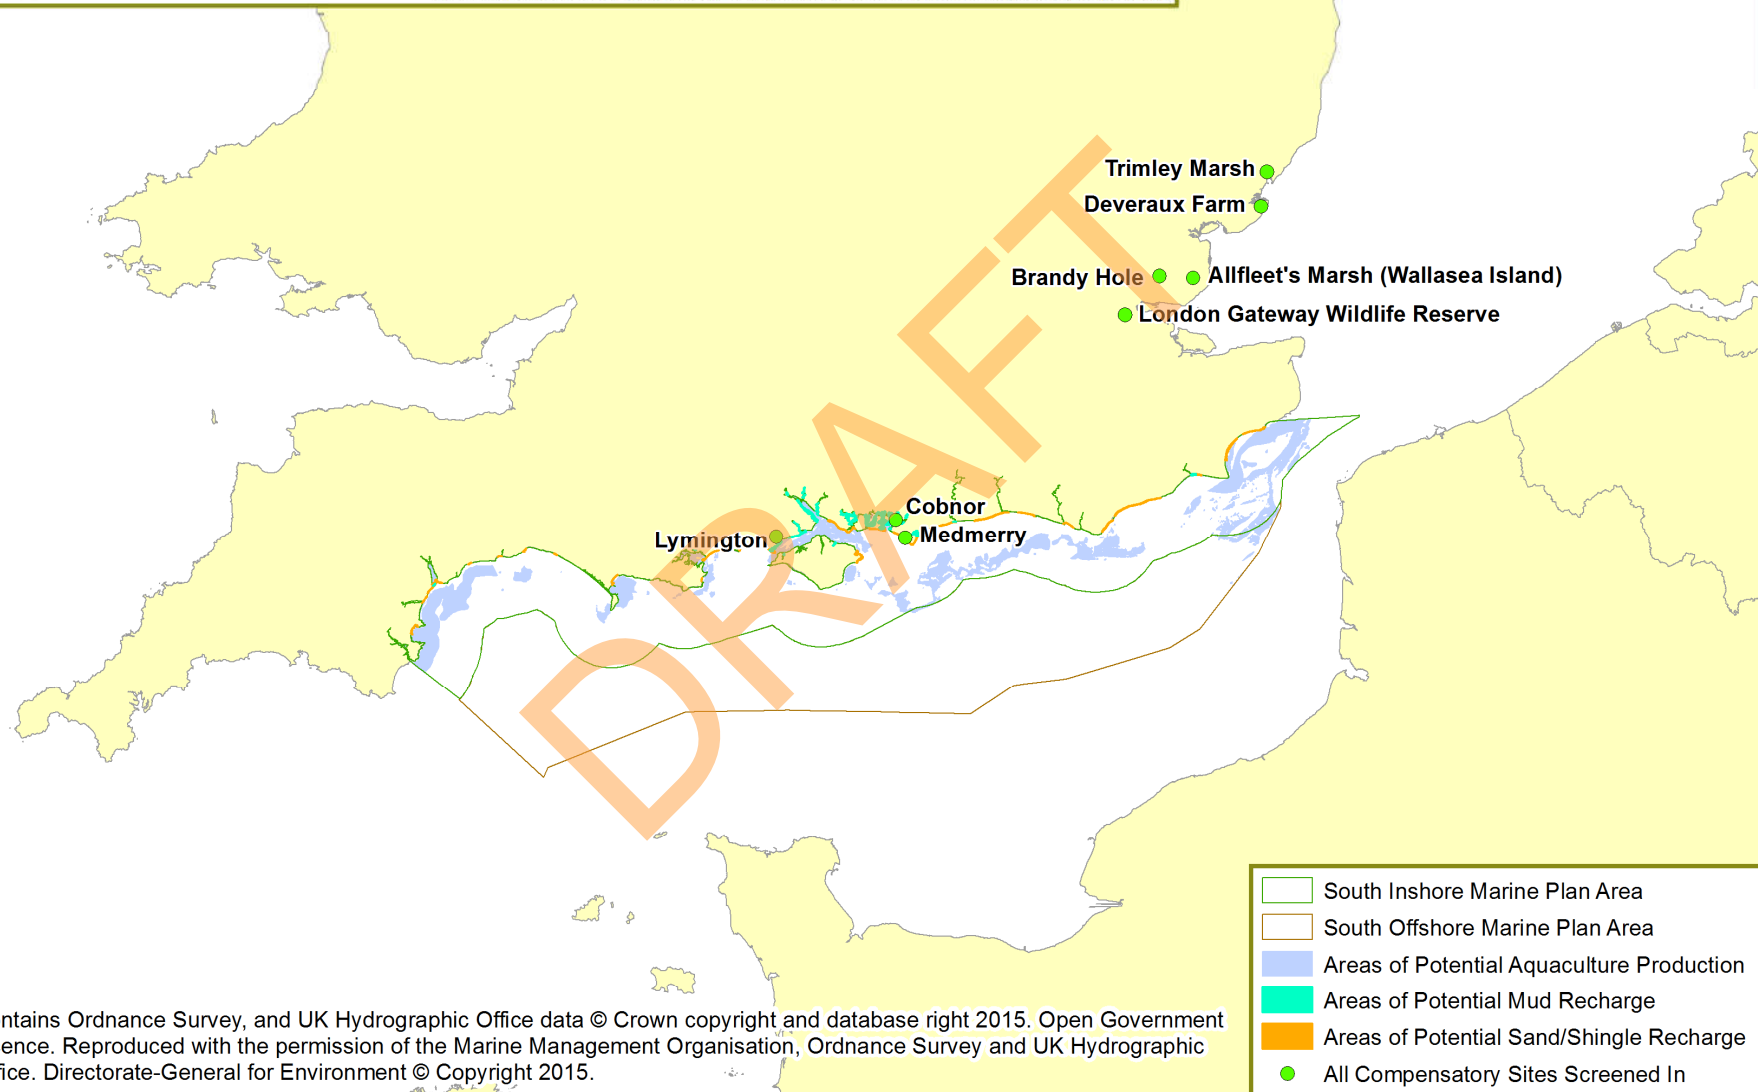 Trimley Marsh
Deveraux Farm
Brandy Hole
Allfleet's Marsh (Wallasea Island)
London Gateway Wildlife Reserve
Cobnor
Medmerry
Lymington
DRAFT
South Inshore Marine Plan Area
South Offshore Marine Plan Area
Areas of Potential Aquaculture Production
Areas of Potential Mud Recharge
Areas of Potential Sand/Shingle Recharge
All Compensatory Sites Screened In
ntains Ordnance Survey, and UK Hydrographic Office data © Crown copyright and database right 2015. Open Government
ence. Reproduced with the permission of the Marine Management Organisation, Ordnance Survey and UK Hydrographic
fice. Directorate-General for Environment © Copyright 2015.